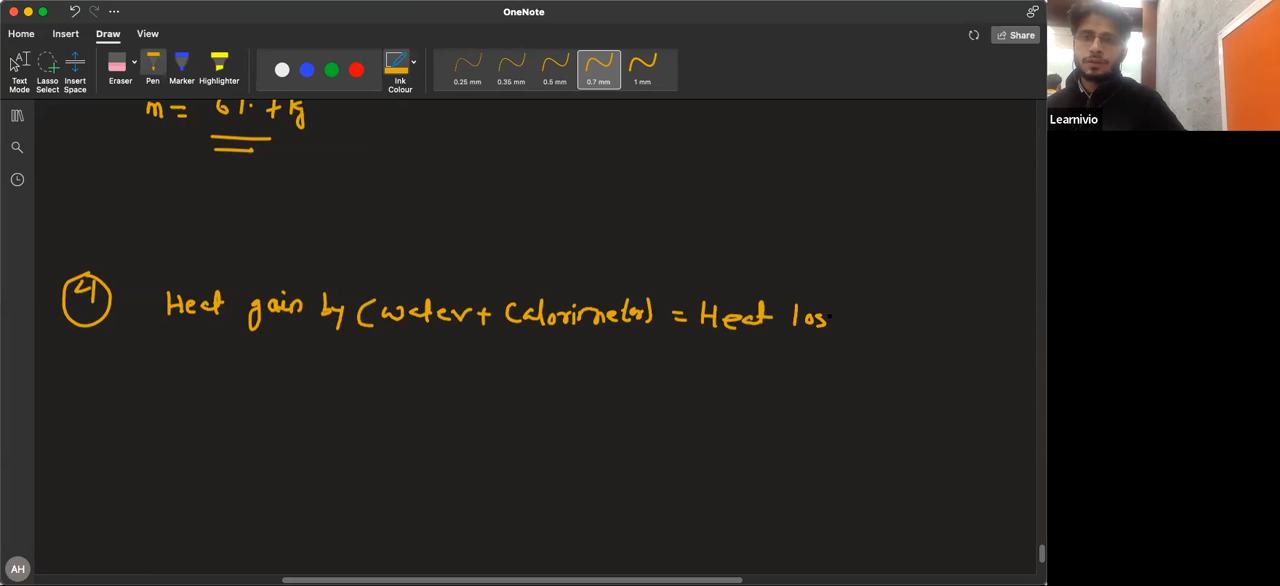 OneNote
Home Insert Draw View
Share
Text Mode
Lasso Select
Insert Space
Eraser
Pen
Marker
Highlighter
Ink Colour
0.25 mm
0.35 mm
0.5 mm
0.7 mm
1 mm
Learnivio
m = kg
4 Heat gain by (water + Calorimeter) = Heat los
AH